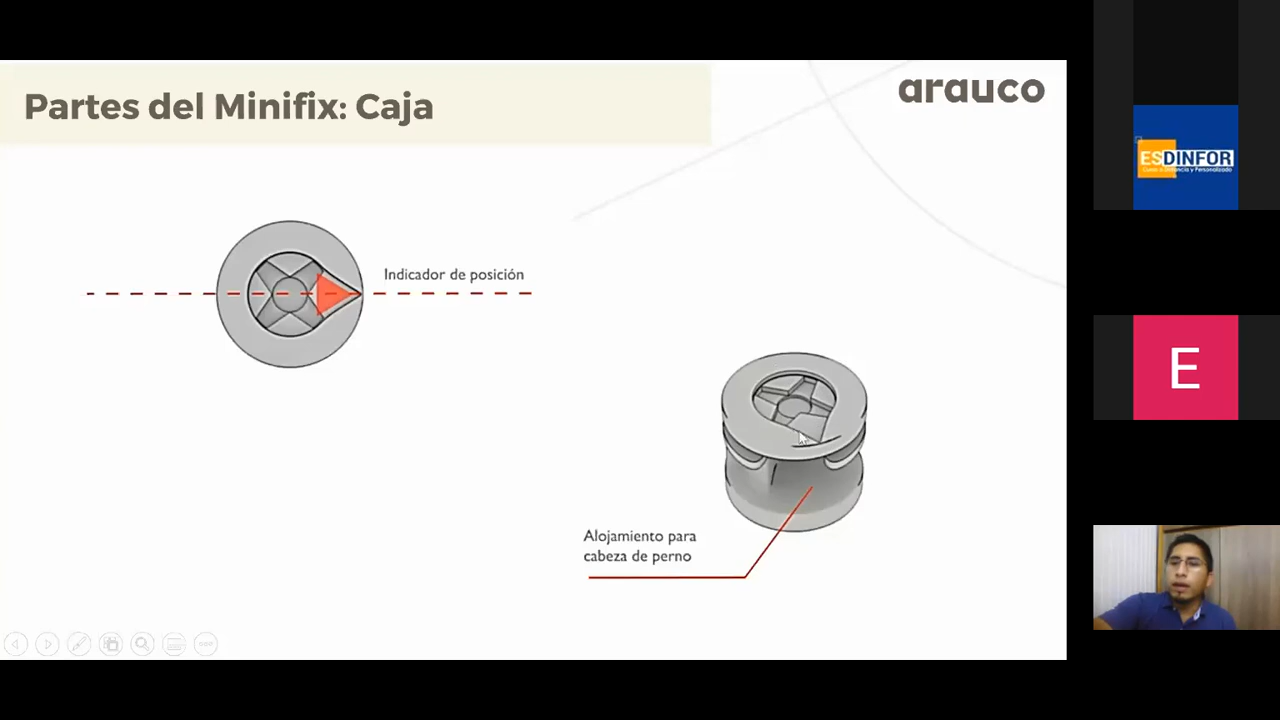 Partes del Minifix: Caja
arauco
Indicador de posición
Alojamiento para
cabeza de perno
ESDINFOR
E